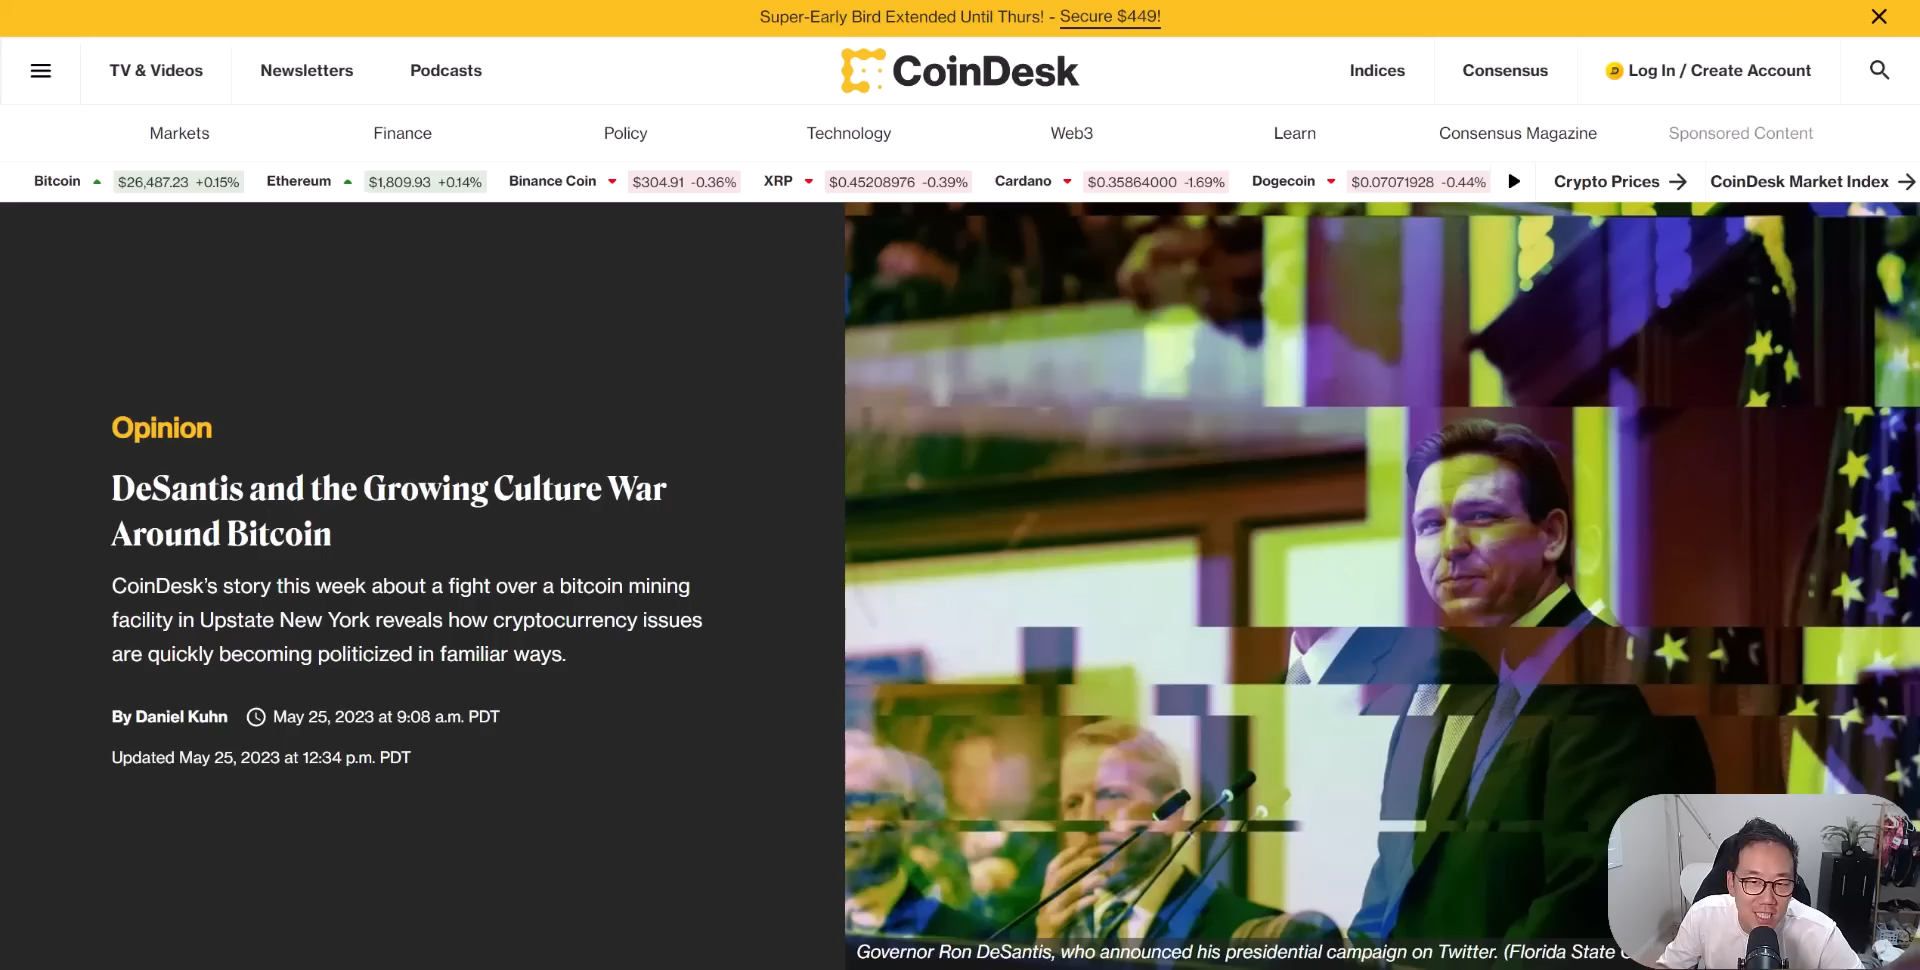 Super-Early Bird Extended Until Thurs! - Secure $449!
TV & Videos
Newsletters
Podcasts
CoinDesk
Indices
Consensus
Log In / Create Account
Markets
Finance
Policy
Technology
Web3
Learn
Consensus Magazine
Sponsored Content
Bitcoin $26,487.23 +0.15%
Ethereum $1,809.93 +0.14%
Binance Coin $304.91 -0.36%
XRP $0.45208976 -0.39%
Cardano $0.35864000 -1.69%
Dogecoin $0.07071928 -0.44%
Crypto Prices
CoinDesk Market Index
Opinion
DeSantis and the Growing Culture War
Around Bitcoin
CoinDesk's story this week about a fight over a bitcoin mining
facility in Upstate New York reveals how cryptocurrency issues
are quickly becoming politicized in familiar ways.
By Daniel Kuhn May 25, 2023 at 9:08 a.m. PDT
Updated May 25, 2023 at 12:34 p.m. PDT
Governor Ron DeSantis, who announced his presidential campaign on Twitter. (Florida State